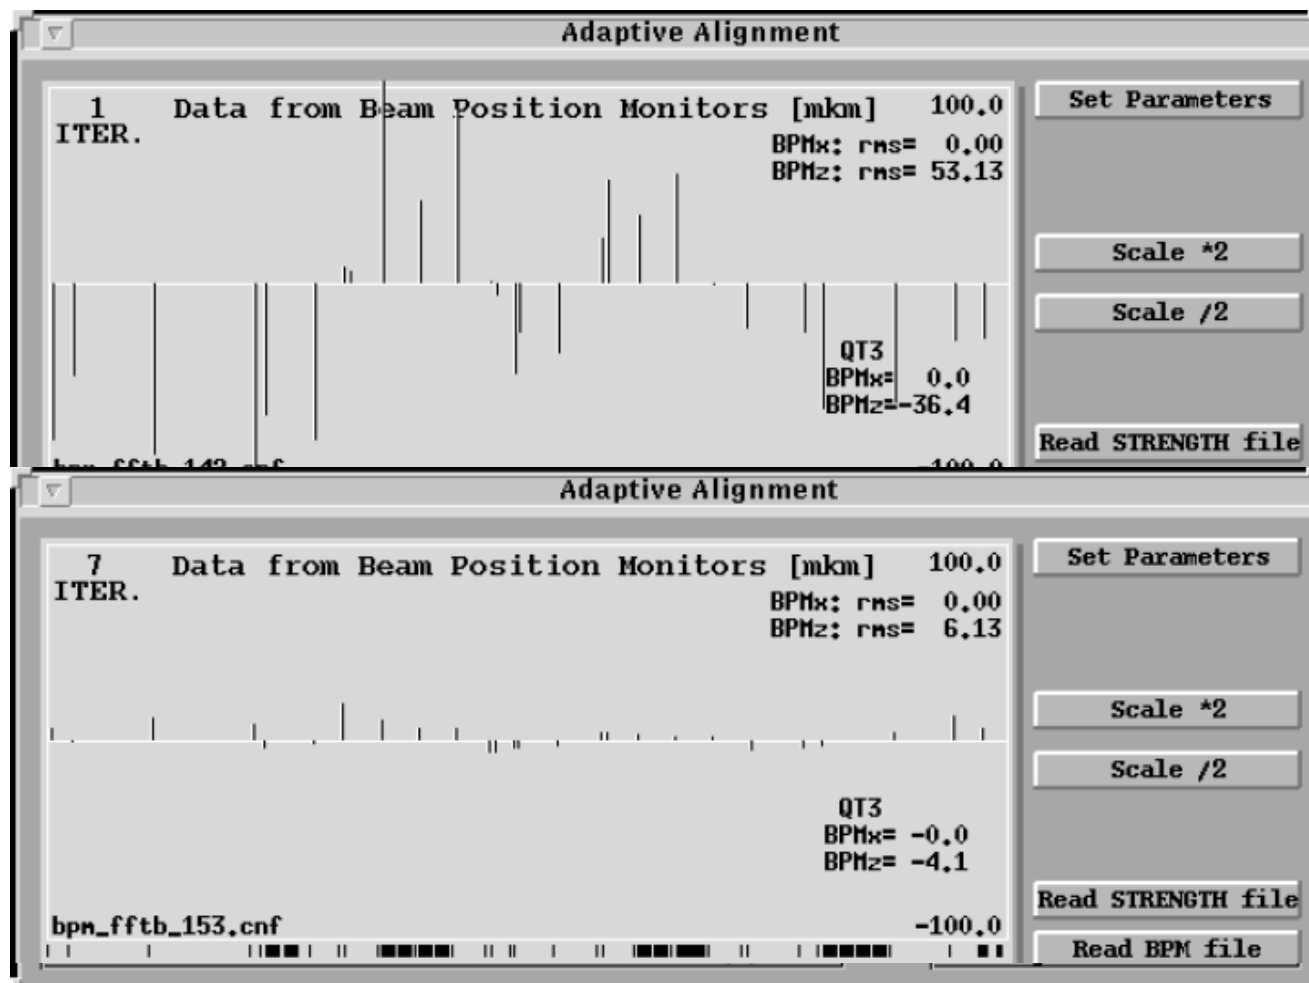 Adaptive Alignment
1 Data from Beam Position Monitors [mkm] 100.0
ITER.
BPMx: rms= 0.00
BPMz: rms= 53.13
QT3
BPMx= 0.0
BPMz=-36.4
bpm_fftb_142.cnf -100.0
Set Parameters
Scale *2
Scale /2
Read STRENGTH file
Adaptive Alignment
7 Data from Beam Position Monitors [mkm] 100.0
ITER.
BPMx: rms= 0.00
BPMz: rms= 6.13
QT3
BPMx= -0.0
BPMz= -4.1
bpm_fftb_153.cnf -100.0
Set Parameters
Scale *2
Scale /2
Read STRENGTH file
Read BPM file